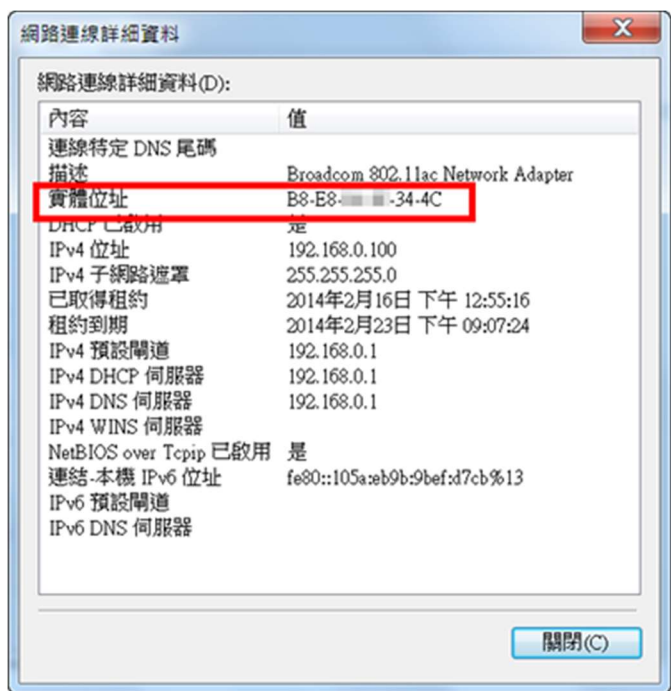 網路連線詳細資料
網路連線詳細資料(D):
內容 值
連線特定 DNS 尾碼
描述 Broadcom 802.11ac Network Adapter
實體位址 B8-E8- -34-4C
DHCP 已啟用 是
IPv4 位址 192.168.0.100
IPv4 子網路遮罩 255.255.255.0
已取得租約 2014年2月16日 下午 12:55:16
租約到期 2014年2月23日 下午 09:07:24
IPv4 預設閘道 192.168.0.1
IPv4 DHCP 伺服器 192.168.0.1
IPv4 DNS 伺服器 192.168.0.1
IPv4 WINS 伺服器
NetBIOS over Tcpip 已啟用 是
連結-本機 IPv6 位址 fe80::105a:eb9b:9bef:d7cb%13
IPv6 預設閘道
IPv6 DNS 伺服器
關閉(C)